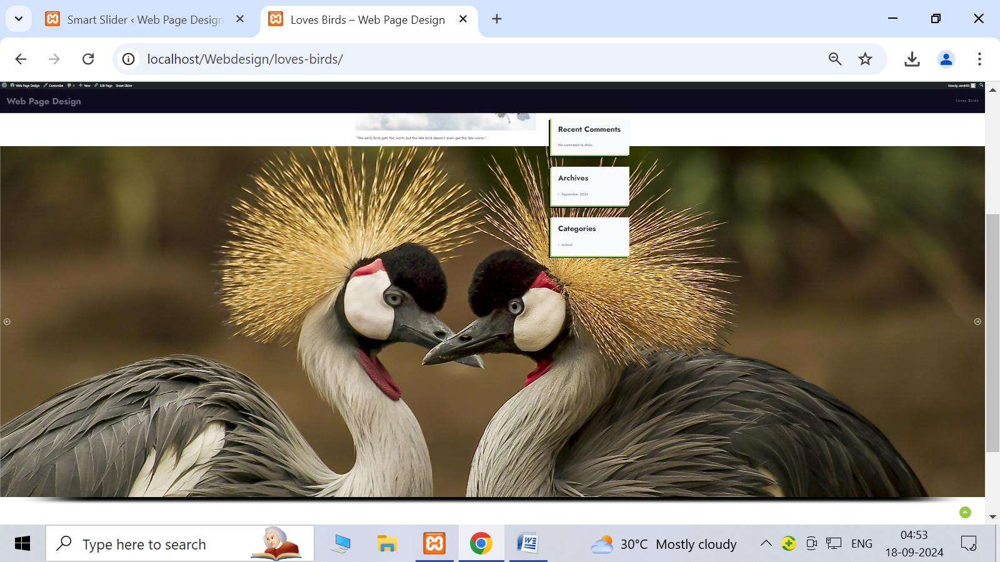 Smart Slider ‹ Web Page Design
Loves Birds – Web Page Design
localhost/Webdesign/loves-birds/
Web Page Design Customize 0 New Edit Page Smart Slider
Howdy, samir93
Web Page Design
Loves Birds
"The early bird gets the worm but the late bird doesn't even get the late worm."
Recent Comments
No comments to show.
Archives
September 2024
Categories
Animal
Type here to search
30°C Mostly cloudy
ENG
04:53
18-09-2024